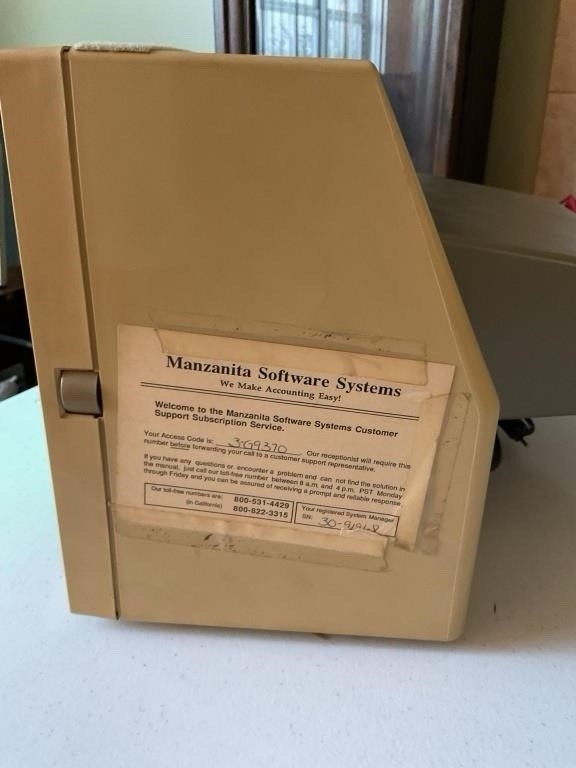 Manzanita Software Systems
We Make Accounting Easy!
Welcome to the Manzanita Software Systems Customer
Support Subscription Service.
Your Access Code is: 3-G9370 Our receptionist will require this
number before forwarding your call to a customer support representative.
If you have any questions or encounter a problem and can not find the solution in
the manual, just call our toll-free number between 8 a.m. and 4 p.m. PST Monday
through Friday and you can be assured of receiving a prompt and reliable response.
Our toll-free numbers are: 800-531-4429
(in California) 800-822-3315
Your registered System Manager
SN: